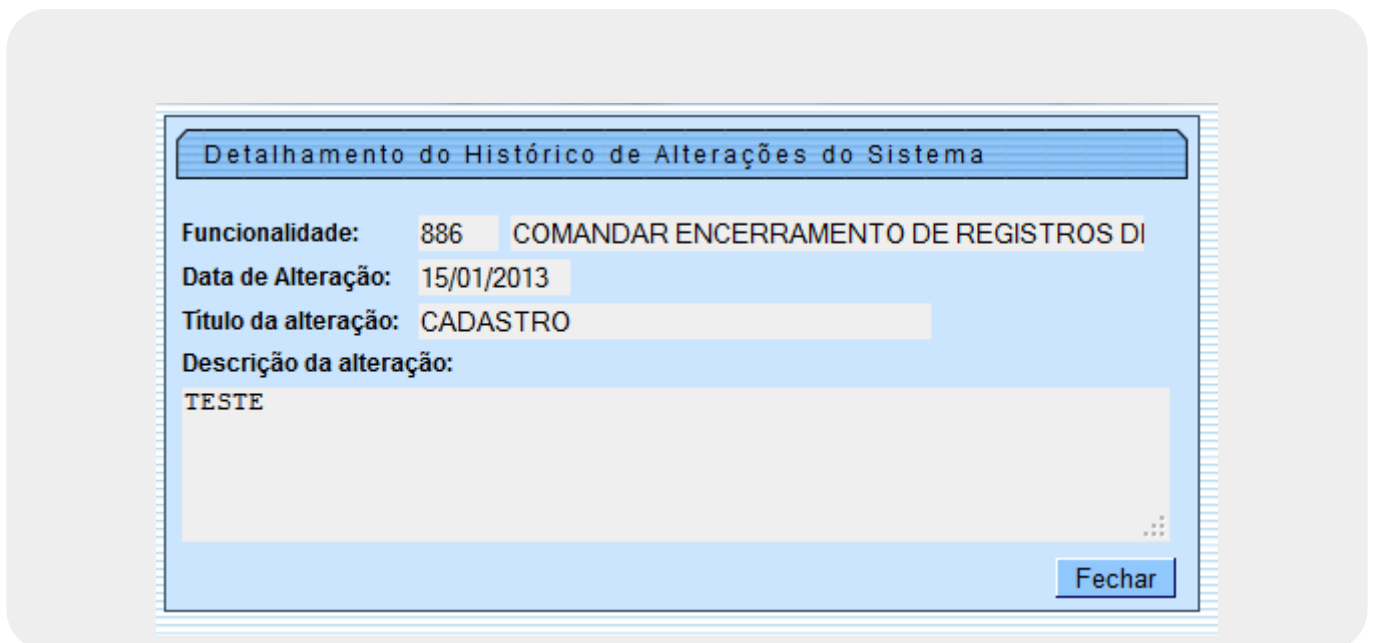 Detalhamento do Histórico de Alterações do Sistema
Funcionalidade: 886 COMANDAR ENCERRAMENTO DE REGISTROS
Data de Alteração: 15/01/2013
Título da alteração: CADASTRO
Descrição da alteração:
TESTE
Fechar